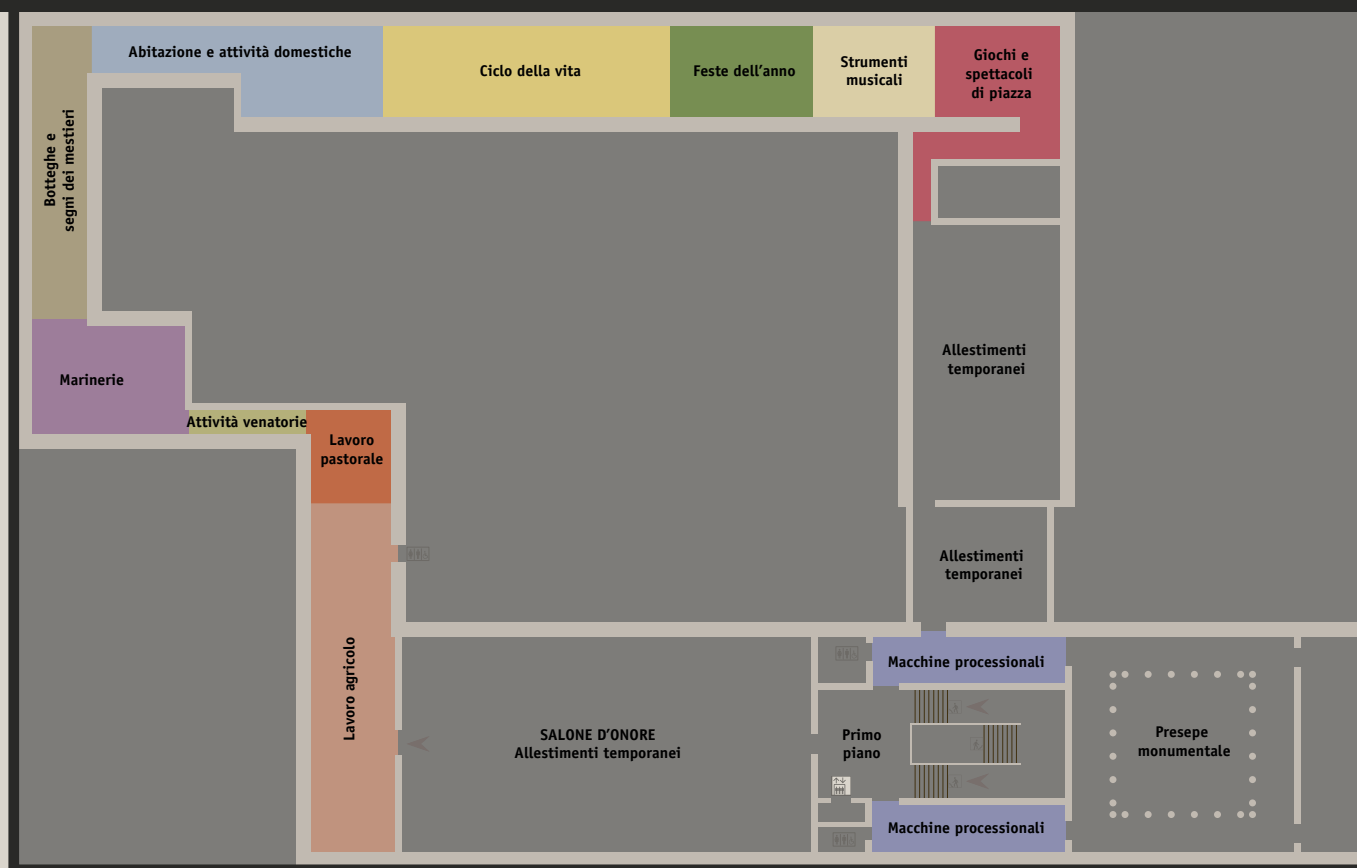 Abitazione e attività domestiche
Ciclo della vita
Feste dell'anno
Strumenti
musicali
Giochi e
spettacoli
di piazza
Botteghe e
segni dei mestieri
Marinerie
Attività venatorie
Lavoro
pastorale
Lavoro agricolo
Allestimenti
temporanei
Allestimenti
temporanei
Macchine processionali
SALONE D'ONORE
Allestimenti temporanei
Primo
piano
Presepe
monumentale
Macchine processionali